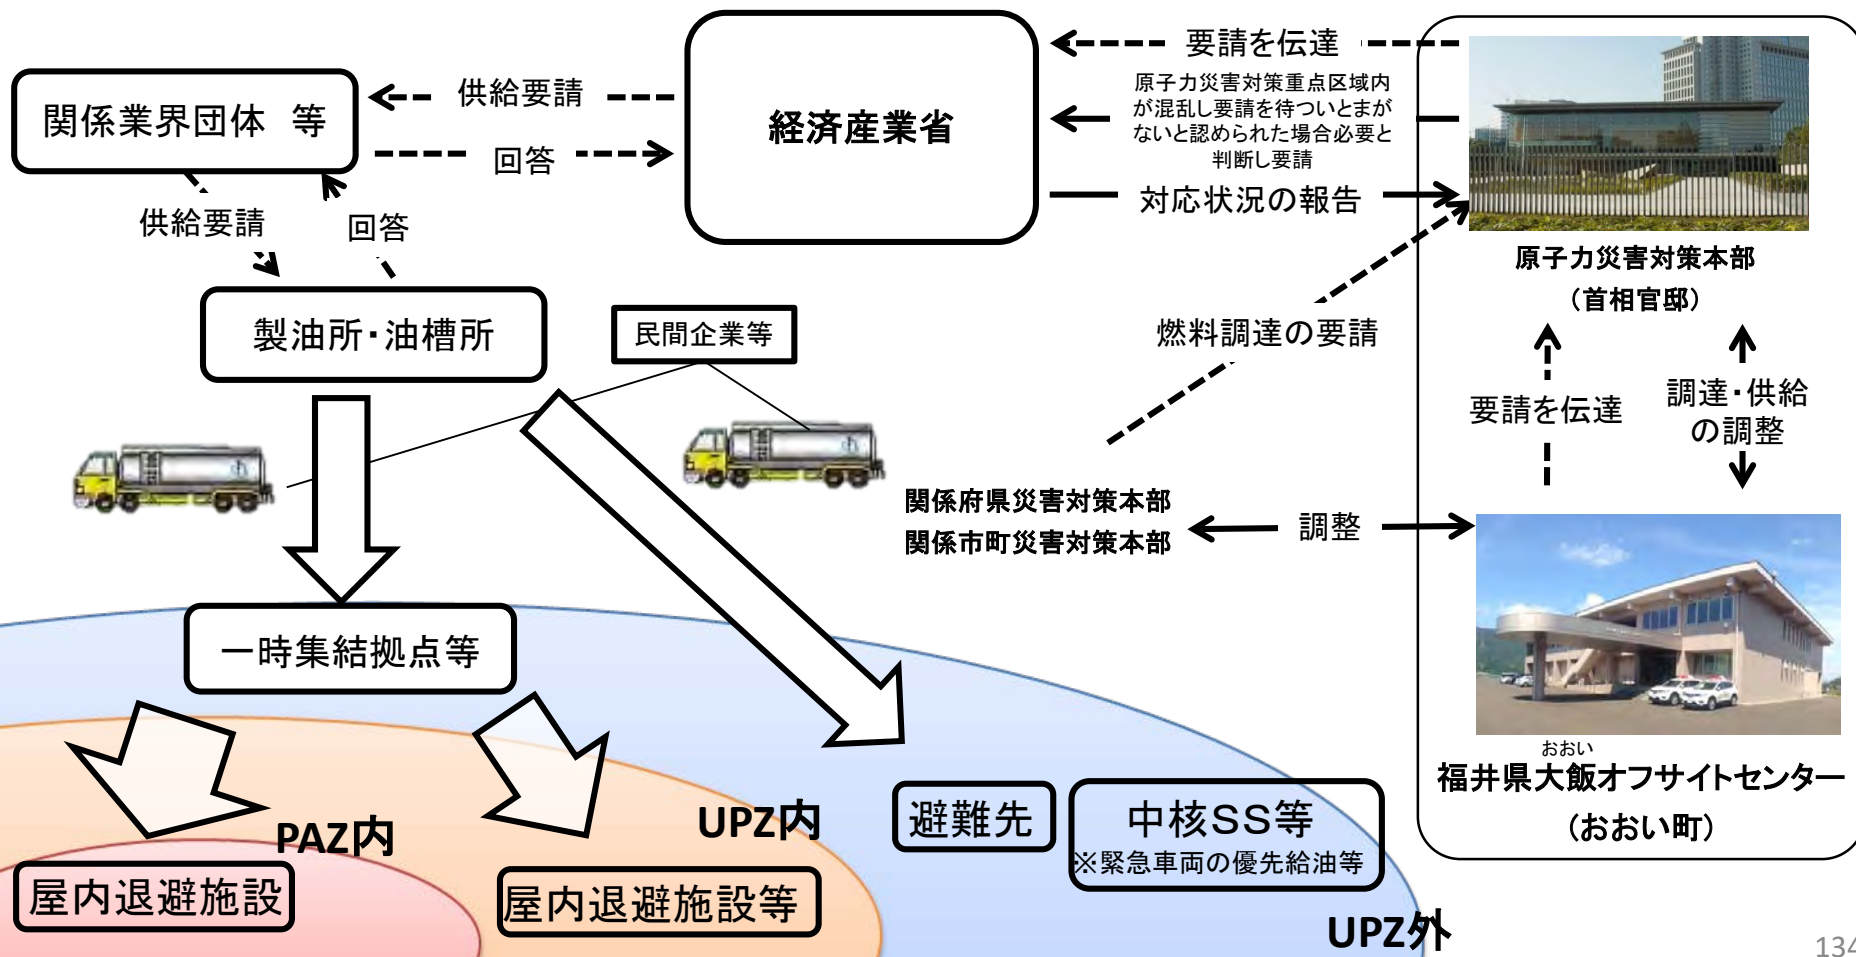 要請を伝達
原子力災害対策重点区域内
が混乱し要請を待ついとまが
ないと認められた場合必要と
判断し要請
対応状況の報告
供給要請
関係業界団体　等
経済産業省
回答
供給要請
回答
原子力災害対策本部
（首相官邸）
製油所・油槽所
民間企業等
燃料調達の要請
要請を伝達
調達・供給
の調整
関係府県災害対策本部
関係市町災害対策本部
調整
一時集結拠点等
おおい
福井県大飯オフサイトセンター
（おおい町）
PAZ内
UPZ内
避難先
中核SS等
※緊急車両の優先給油等
屋内退避施設
屋内退避施設等
UPZ外
134